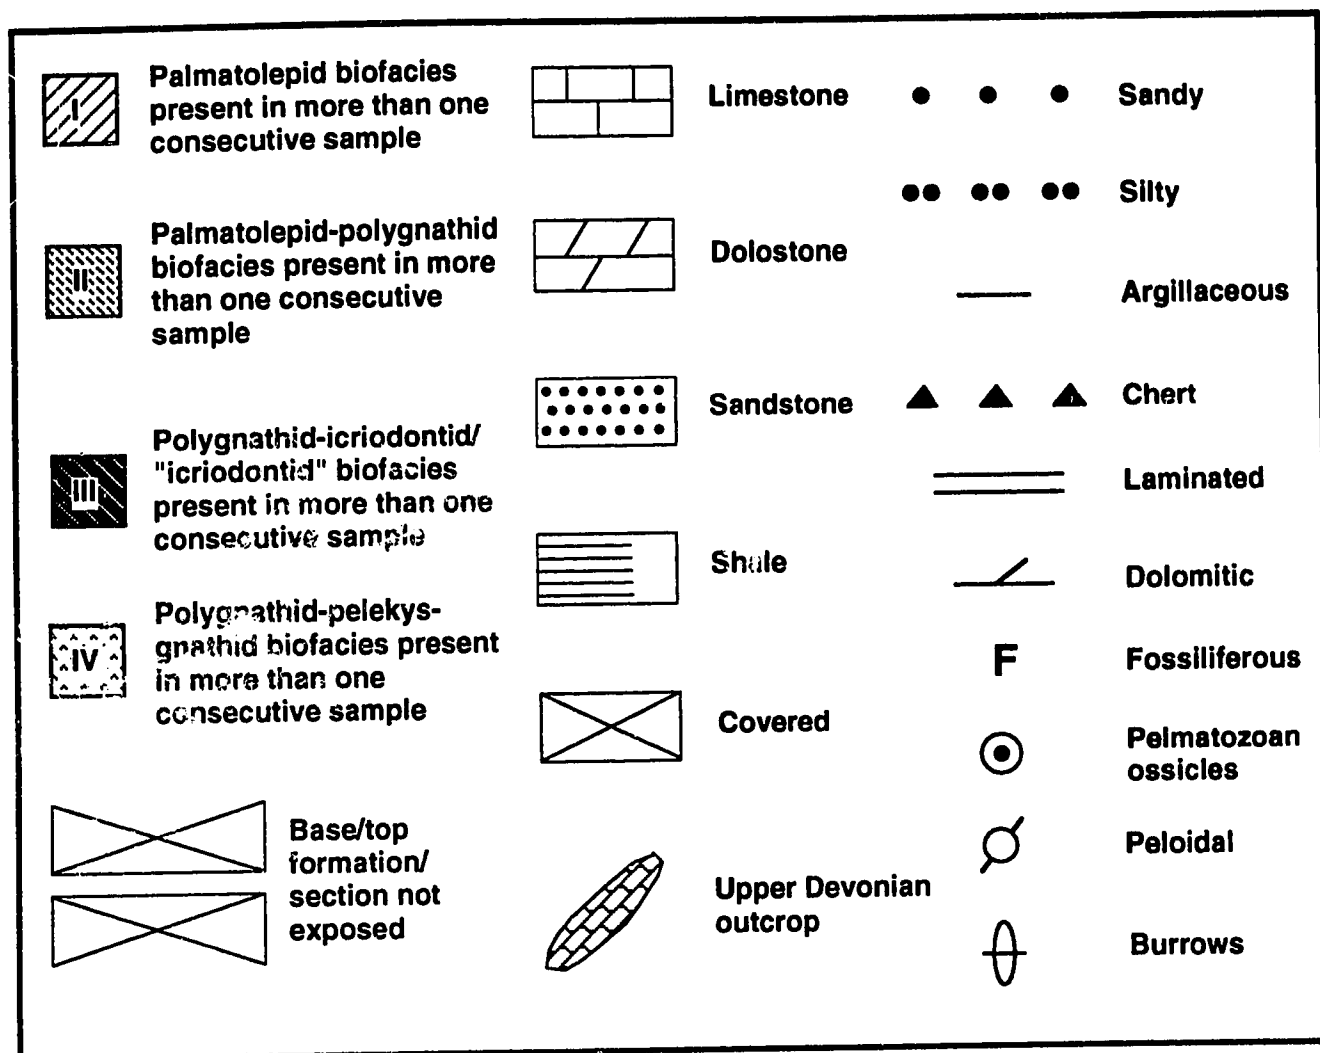 I
Palmatolepid biofacies
present in more than one
consecutive sample
II
Palmatolepid-polygnathid
biofacies present in more
than one consecutive
sample
III
Polygnathid-icriodontid/
"icriodontid" biofacies
present in more than one
consecutive sample
IV
Polygnathid-pelekys-
gnathid biofacies present
in more than one
consecutive sample
Base/top
formation/
section not
exposed
Limestone
Dolostone
Sandstone
Shale
Covered
Upper Devonian
outcrop
Sandy
Silty
Argillaceous
Chert
Laminated
Dolomitic
F
Fossiliferous
Pelmatozoan
ossicles
Peloidal
Burrows